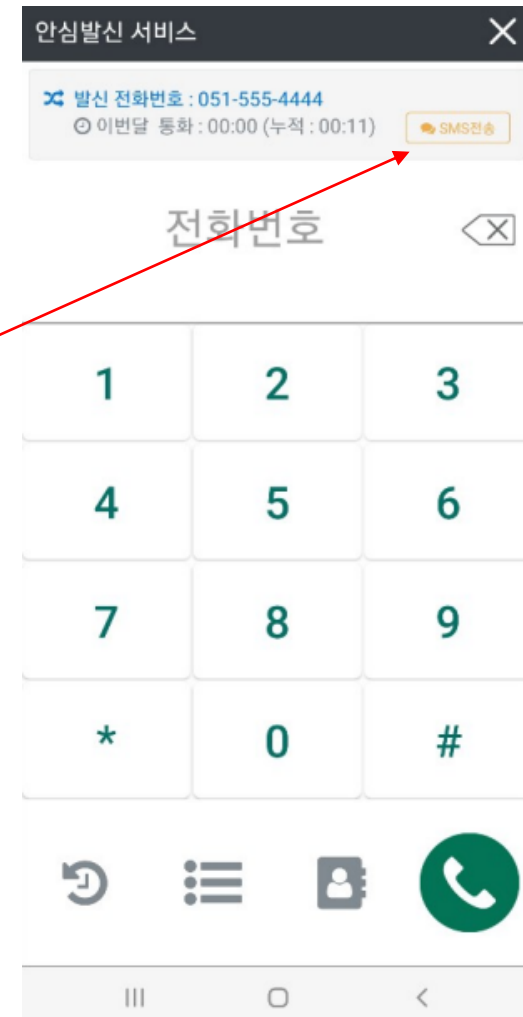 안심발신 서비스
발신 전화번호 : 051-555-4444
이번달 통화 : 00:00 (누적 : 00:11)
SMS전송
전화번호
1 2 3
4 5 6
7 8 9
* 0 #